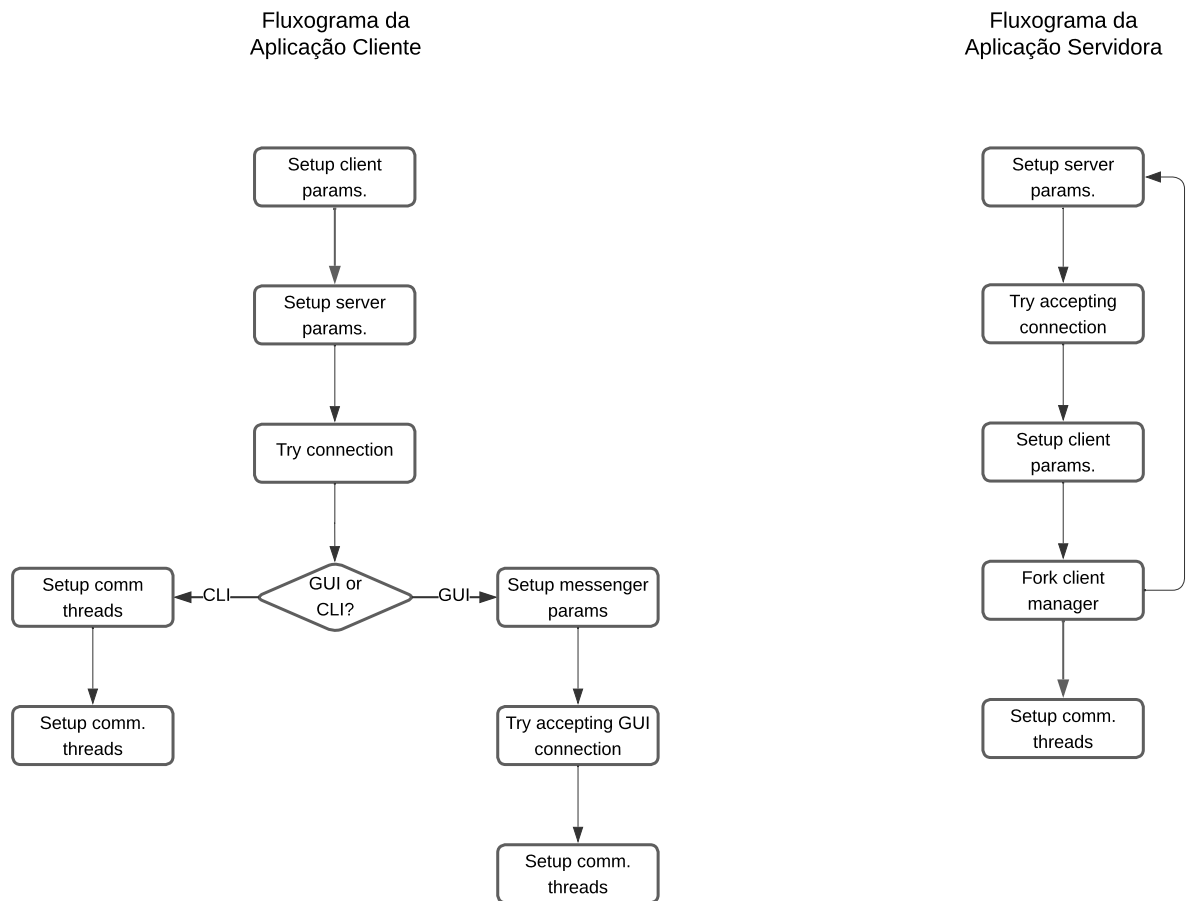 Fluxograma da
Aplicação Cliente
Setup client
params.
Setup server
params.
Try connection
GUI or
CLI?
CLI
GUI
Setup comm
threads
Setup comm.
threads
Setup messenger
params
Try accepting GUI
connection
Setup comm.
threads
Fluxograma da
Aplicação Servidora
Setup server
params.
Try accepting
connection
Setup client
params.
Fork client
manager
Setup comm.
threads